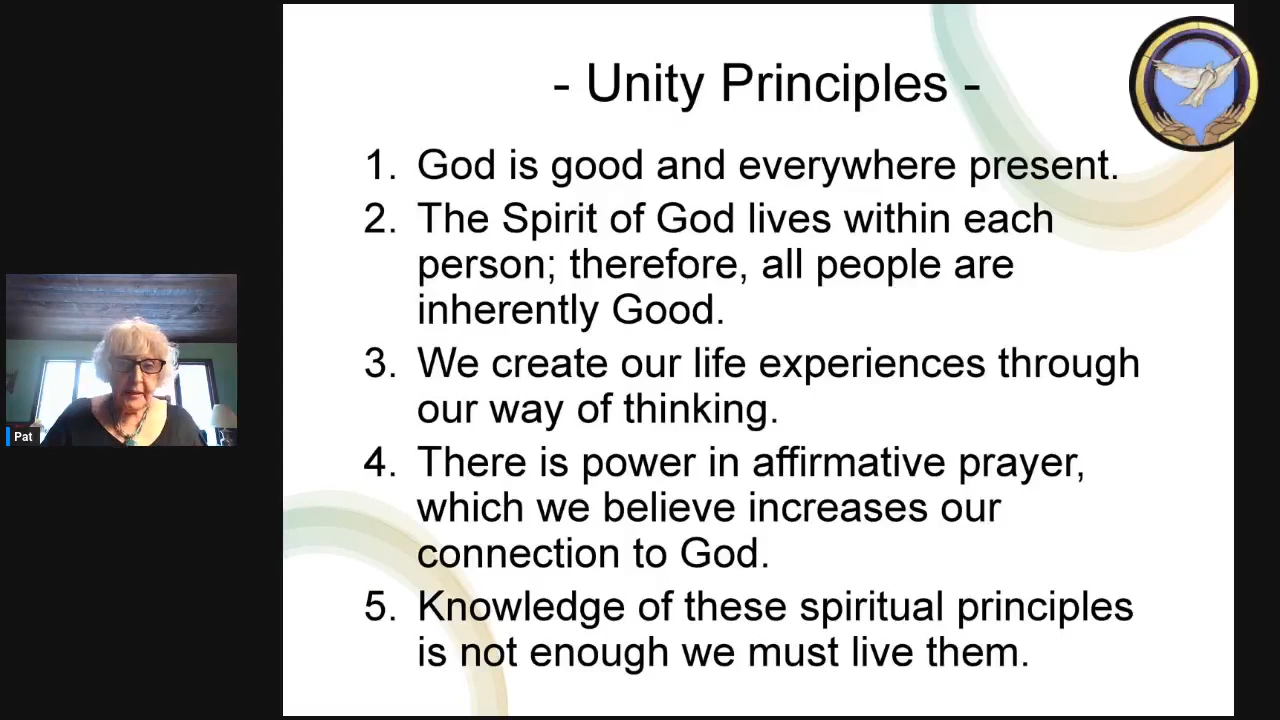 - Unity Principles -
1. God is good and everywhere present.
2. The Spirit of God lives within each
person; therefore, all people are
inherently Good.
3. We create our life experiences through
our way of thinking.
4. There is power in affirmative prayer,
which we believe increases our
connection to God.
5. Knowledge of these spiritual principles
is not enough we must live them.
Pat